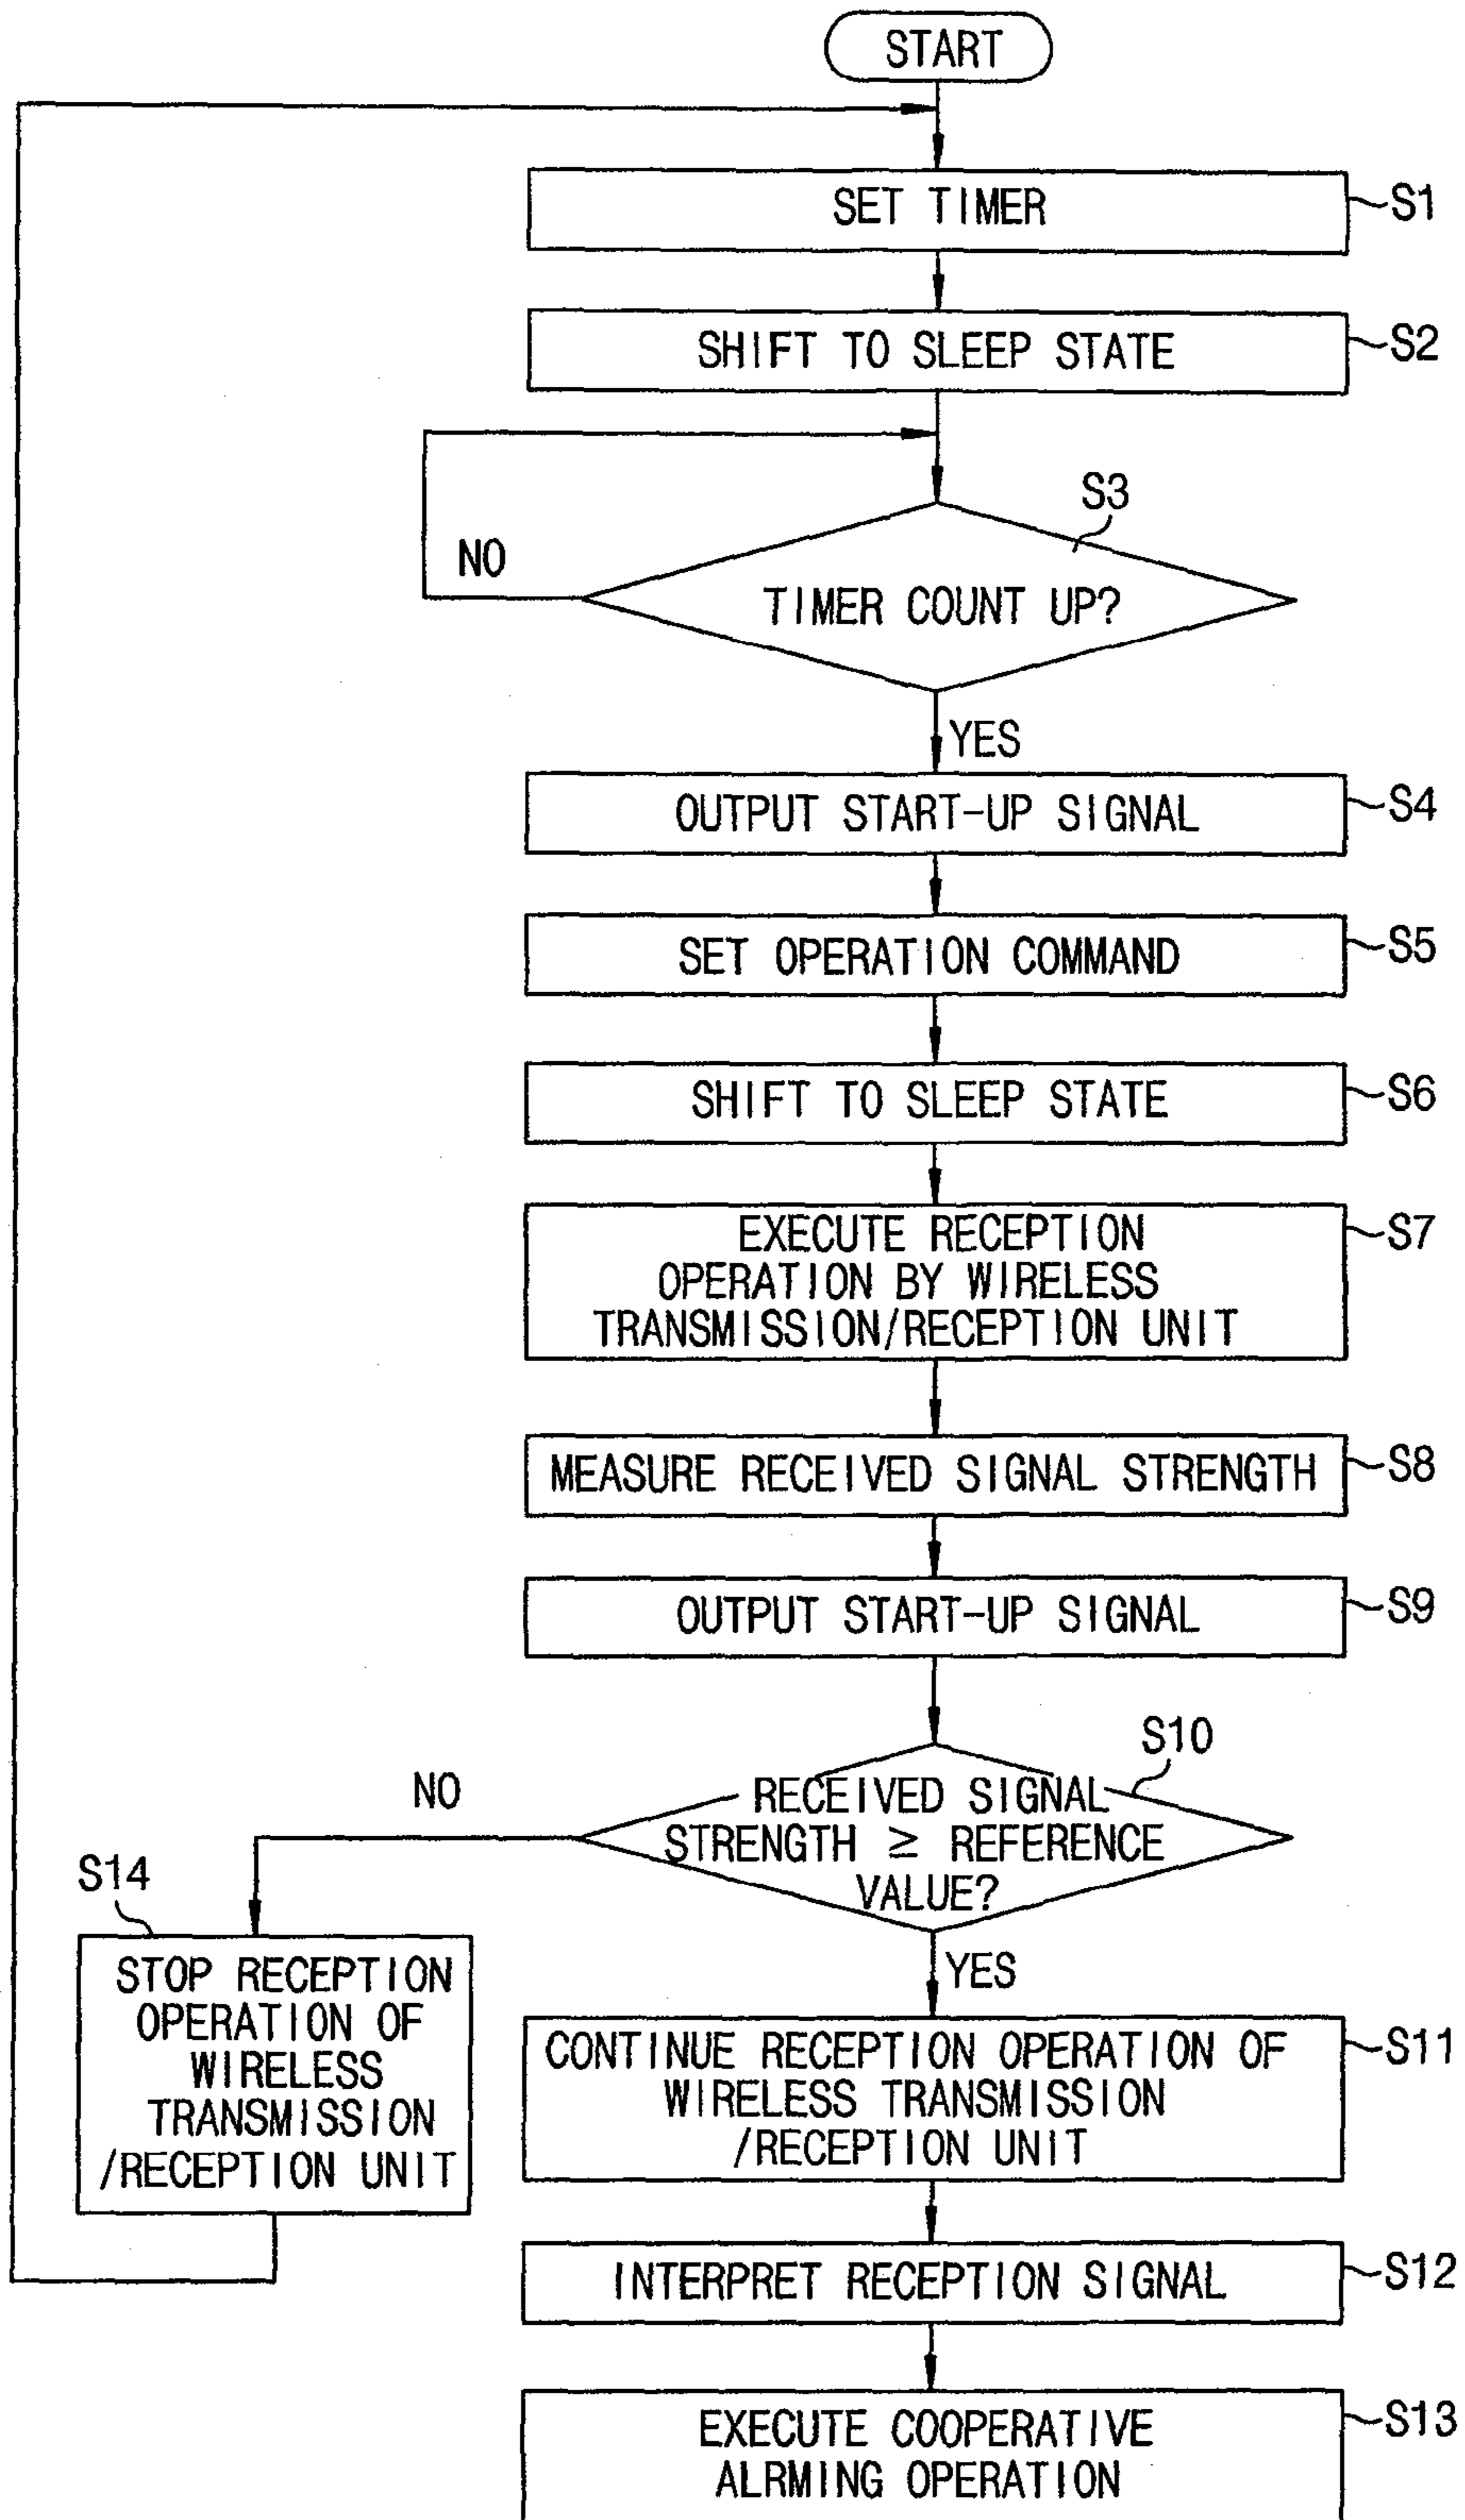 START
SET TIMER
S1
SHIFT TO SLEEP STATE
S2
S3
NO
TIMER COUNT UP?
YES
OUTPUT START-UP SIGNAL
S4
SET OPERATION COMMAND
S5
SHIFT TO SLEEP STATE
S6
EXECUTE RECEPTION
OPERATION BY WIRELESS
TRANSMISSION/RECEPTION UNIT
S7
MEASURE RECEIVED SIGNAL STRENGTH
S8
OUTPUT START-UP SIGNAL
S9
S10
NO
RECEIVED SIGNAL
STRENGTH ≧ REFERENCE
VALUE?
YES
S14
STOP RECEPTION
OPERATION OF
WIRELESS
TRANSMISSION
/RECEPTION UNIT
CONTINUE RECEPTION OPERATION OF
WIRELESS TRANSMISSION
/RECEPTION UNIT
S11
INTERPRET RECEPTION SIGNAL
S12
EXECUTE COOPERATIVE
ALRMING OPERATION
S13